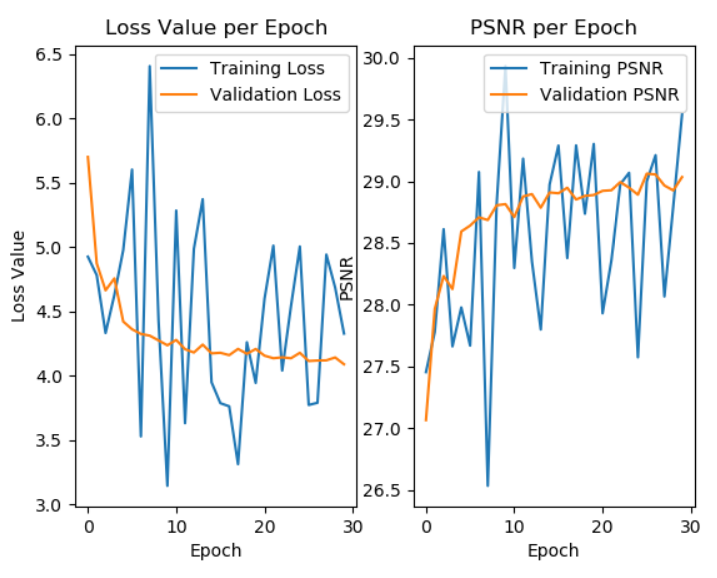 Loss Value per Epoch
Training Loss
Validation Loss
6.5
6.0
5.5
5.0
4.5
4.0
3.5
3.0
Loss Value
0
10
20
30
Epoch
PSNR per Epoch
Training PSNR
Validation PSNR
30.0
29.5
29.0
28.5
28.0
27.5
27.0
26.5
PSNR
0
10
20
30
Epoch